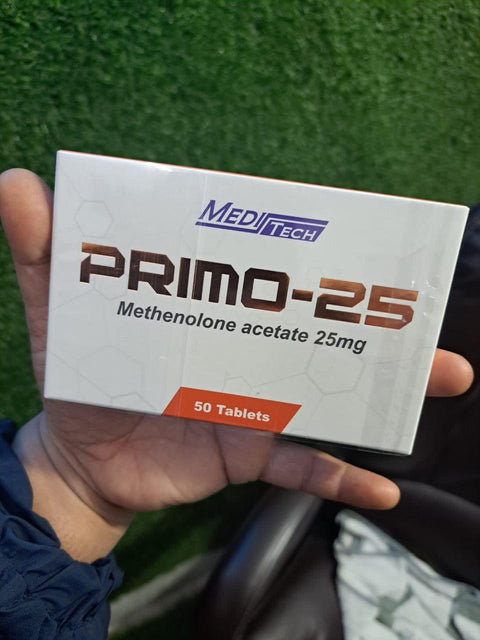 MEDITECH
PRIMO-25
Methenolone acetate 25mg
50 Tablets